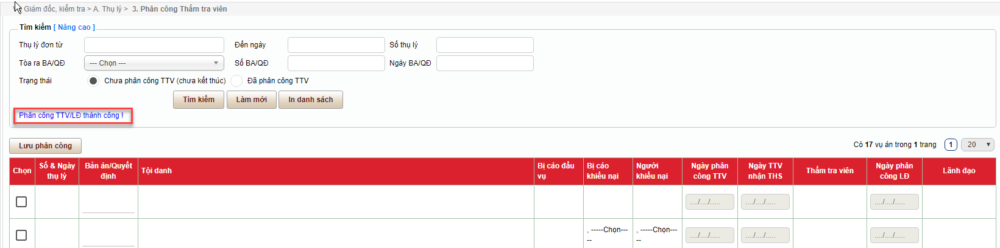 Giám đốc, kiểm tra > A. Thụ lý > 3. Phân công Thẩm tra viên
Tìm kiếm [ Nâng cao ]
Thụ lý đơn từ Đến ngày Số thụ lý
Tòa ra BA/QĐ --- Chọn --- Số BA/QĐ Ngày BA/QĐ
Trạng thái Chưa phân công TTV (chưa kết thúc) Đã phân công TTV
Tìm kiếm Làm mới In danh sách
Phân công TTV/LĐ thành công !
Lưu phân công Có 17 vụ án trong 1 trang 1 20
Chọn Số & Ngày thụ lý Bản án/Quyết định Tội danh Bị cáo đầu vụ Bị cáo khiếu nại Người khiếu nại Ngày phân công TTV Ngày TTV nhận THS Thẩm tra viên Ngày phân công LĐ Lãnh đạo
..../..../..... ..../..../..... ..../..../.....
, -----Chọn----- , -----Chọn----- ..../..../..... ..../..../..... ..../..../.....